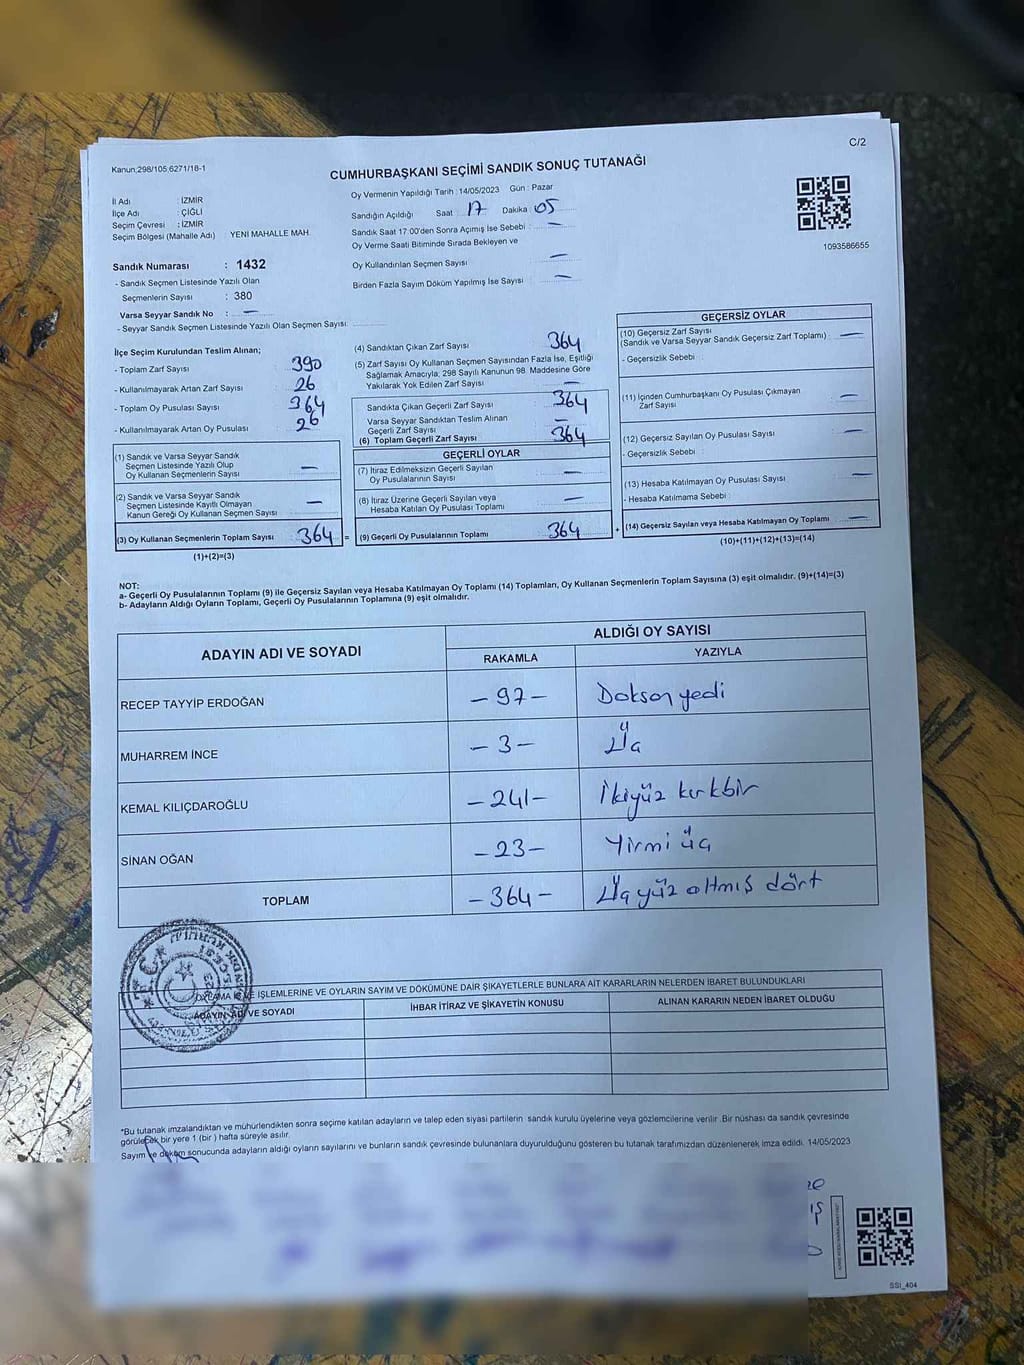 C/2
Kanun:298/105;6271/18-1
CUMHURBAŞKANI SEÇİMİ SANDIK SONUÇ TUTANAĞI
İl Adı : İZMİR
İlçe Adı : ÇİĞLİ
Seçim Çevresi : İZMİR
Seçim Bölgesi (Mahalle Adı) : YENİ MAHALLE MAH.
Sandık Numarası : 1432
- Sandık Seçmen Listesinde Yazılı Olan
Seçmenlerin Sayısı : 380
Varsa Seyyar Sandık No : —
- Seyyar Sandık Seçmen Listesinde Yazılı Olan Seçmen Sayısı:
Oy Vermenin Yapıldığı Tarih : 14/05/2023 Gün : Pazar
Sandığın Açıldığı Saat 17 Dakika : 05
Sandık Saat 17:00'den Sonra Açımış İse Sebebi : —
Oy Verme Saati Bitiminde Sırada Bekleyen ve
Oy Kullandırılan Seçmen Sayısı —
Birden Fazla Sayım Döküm Yapılmış İse Sayısı : —
1093586655
İlçe Seçim Kurulundan Teslim Alınan;
- Toplam Zarf Sayısı : 390
- Kullanılmayarak Artan Zarf Sayısı : 26
- Toplam Oy Pusulası Sayısı : 364
- Kullanılmayarak Artan Oy Pusulası : 26
(1) Sandık ve Varsa Seyyar Sandık
Seçmen Listesinde Yazılı Olup
Oy Kullanan Seçmenlerin Sayısı : —
(2) Sandık ve Varsa Seyyar Sandık
Seçmen Listesinde Kayıtlı Olmayan
Kanun Gereği Oy Kullanan Seçmen Sayısı : —
(3) Oy Kullanan Seçmenlerin Toplam Sayısı : 364 =
(1)+(2)=(3)
(4) Sandıktan Çıkan Zarf Sayısı : 364
(5) Zarf Sayısı Oy Kullanan Seçmen Sayısından Fazla İse, Eşitliği
Sağlamak Amacıyla, 298 Sayılı Kanunun 98. Maddesine Göre
Yakılarak Yok Edilen Zarf Sayısı : —
Sandıkta Çıkan Geçerli Zarf Sayısı : 364
Varsa Seyyar Sandıktan Teslim Alınan
Geçerli Zarf Sayısı : —
(6) Toplam Geçerli Zarf Sayısı : 364
GEÇERLİ OYLAR
(7) İtiraz Edilmeksizin Geçerli Sayılan
Oy Pusulasının Sayısı : —
(8) İtiraz Üzerine Geçerli Sayılan veya
Hesaba Katılan Oy Pusulası Toplamı : —
(9) Geçerli Oy Pusulalarının Toplamı : 364 +
GEÇERSİZ OYLAR
(10) Geçersiz Zarf Sayısı
(Sandık ve Varsa Seyyar Sandık Geçersiz Zarf Toplamı) : —
- Geçersizlik Sebebi :
(11) İçinden Cumhurbaşkanı Oy Pusulası Çıkmayan
Zarf Sayısı : —
(12) Geçersiz Sayılan Oy Pusulası Sayısı : —
- Geçersizlik Sebebi :
(13) Hesaba Katılmayan Oy Pusulası Sayısı : —
- Hesaba Katılmama Sebebi :
(14) Geçersiz Sayılan veya Hesaba Katılmayan Oy Toplamı : —
(10)+(11)+(12)+(13)=(14)
NOT:
a- Geçerli Oy Pusulalarının Toplamı (9) ile Geçersiz Sayılan veya Hesaba Katılmayan Oy Toplamı (14) Toplamları, Oy Kullanan Seçmenlerin Toplam Sayısına (3) eşit olmalıdır. (9)+(14)=(3)
b- Adayların Aldığı Oyların Toplamı, Geçerli Oy Pusulalarının Toplamına (9) eşit olmalıdır.
ADAYIN ADI VE SOYADI ALDIĞI OY SAYISI
RAKAMLA YAZIYLA
RECEP TAYYİP ERDOĞAN - 97 - Doksan yedi
MUHARREM İNCE - 3 - Üç
KEMAL KILIÇDAROĞLU - 241 - İkiyüz kırkbir
SİNAN OĞAN - 23 - Yirmi üç
TOPLAM - 364 - Üçyüz altmış dört
OYLAMA İŞ VE İŞLEMLERİNE VE OYLARIN SAYIM VE DÖKÜMÜNE DAİR ŞİKAYETLERLE BUNLARA AİT KARARLARIN NELERDEN İBARET BULUNDUKLARI
ADAYIN ADI VE SOYADI İHBAR İTİRAZ VE ŞİKAYETİN KONUSU ALINAN KARARIN NEDEN İBARET OLDUĞU
*Bu tutanak imzalandıktan ve mühürlendikten sonra seçime katılan adayların ve talep eden siyasi partilerin sandık kurulu üyelerine veya gözlemcilerine verilir .Bir nüshası da sandık çevresinde
görülecek bir yere 1 (bir ) hafta süreyle asılır.
Sayım ve döküm sonucunda adayların aldığı oyların sayılarını ve bunların sandık çevresinde bulunanlara duyurulduğunu gösteren bu tutanak tarafımızdan düzenlenerek imza edildi. 14/05/2023
SSI_404